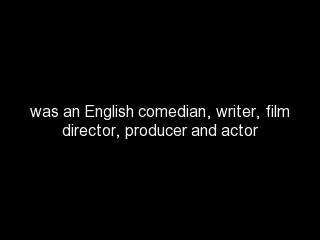 was an English comedian, writer, film
director, producer and actor